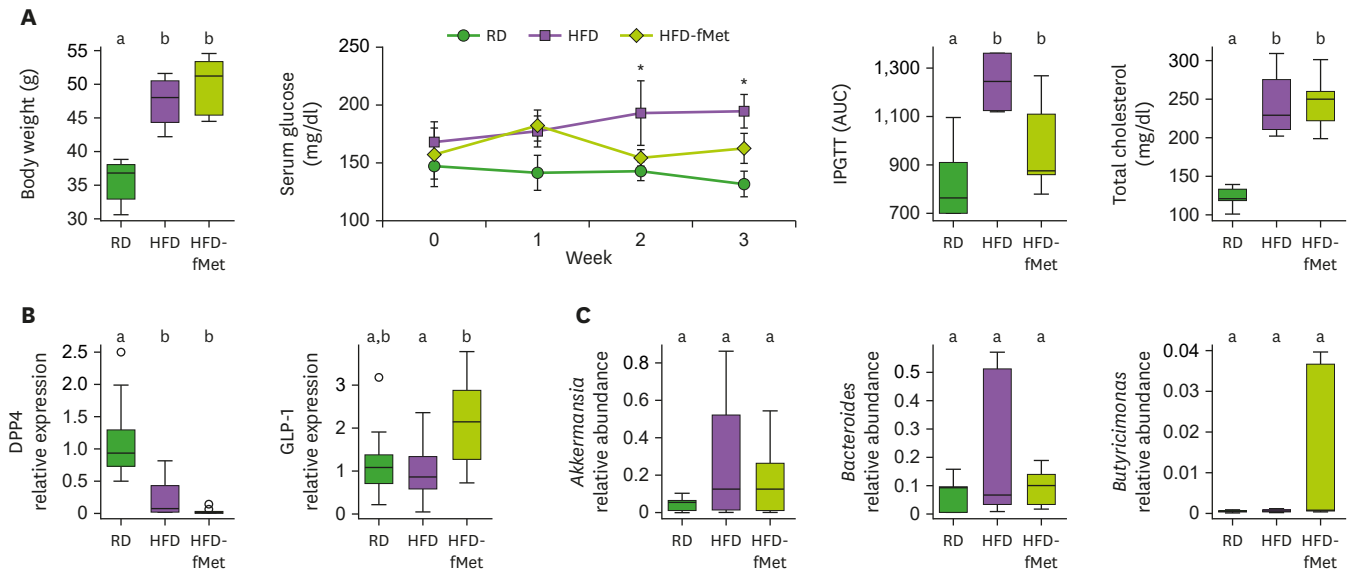 A
Body weight (g)
55
50
45
40
35
30
a
b
b
RD
HFD
HFD-
fMet
Serum glucose
(mg/dl)
250
200
150
100
RD
HFD
HFD-fMet
*
*
0
1
2
3
Week
IPGTT (AUC)
1,300
1,100
900
700
a
b
b
RD
HFD
HFD-
fMet
Total cholesterol
(mg/dl)
300
250
200
150
100
a
b
b
RD
HFD
HFD-
fMet
B
DPP4
relative expression
2.5
2.0
1.5
1.0
0.5
0
a
b
b
RD
HFD
HFD-
fMet
GLP-1
relative expression
3
2
1
0
a,b
a
b
RD
HFD
HFD-
fMet
C
Akkermansia
relative abundance
0.8
0.6
0.4
0.2
0
a
a
a
RD
HFD
HFD-
fMet
Bacteroides
relative abundance
0.5
0.4
0.3
0.2
0.1
0
a
a
a
RD
HFD
HFD-
fMet
Butyricimonas
relative abundance
0.04
0.03
0.02
0.01
0
a
a
a
RD
HFD
HFD-
fMet